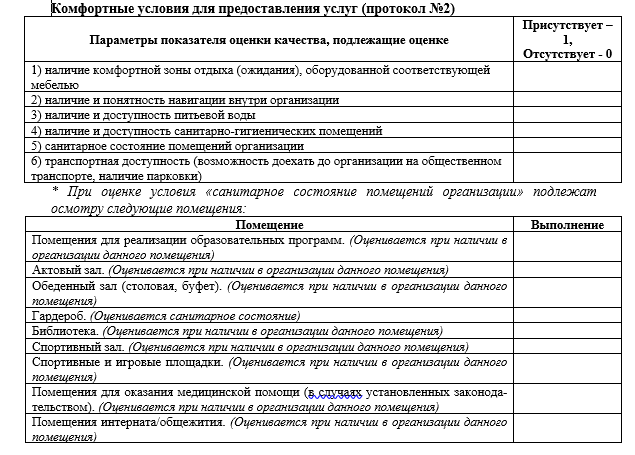 Комфортные условия для предоставления услуг (протокол №2)
Параметры показателя оценки качества, подлежащие оценке
Присутствует –
1,
Отсутствует - 0
1) наличие комфортной зоны отдыха (ожидания), оборудованной соответствующей
мебелью
2) наличие и понятность навигации внутри организации
3) наличие и доступность питьевой воды
4) наличие и доступность санитарно-гигиенических помещений
5) санитарное состояние помещений организации
6) транспортная доступность (возможность доехать до организации на общественном
транспорте, наличие парковки)
* При оценке условия «санитарное состояние помещений организации» подлежат
осмотру следующие помещения:
Помещение
Выполнение
Помещения для реализации образовательных программ. (Оценивается при наличии в
организации данного помещения)
Актовый зал. (Оценивается при наличии в организации данного помещения)
Обеденный зал (столовая, буфет). (Оценивается при наличии в организации данного
помещения)
Гардероб. (Оценивается санитарное состояние)
Библиотека. (Оценивается при наличии в организации данного помещения)
Спортивный зал. (Оценивается при наличии в организации данного помещения)
Спортивные и игровые площадки. (Оценивается при наличии в организации данного
помещения)
Помещения для оказания медицинской помощи (в случаях установленных законода-
тельством). (Оценивается при наличии в организации данного помещения)
Помещения интерната/общежития. (Оценивается при наличии в организации данного
помещения)